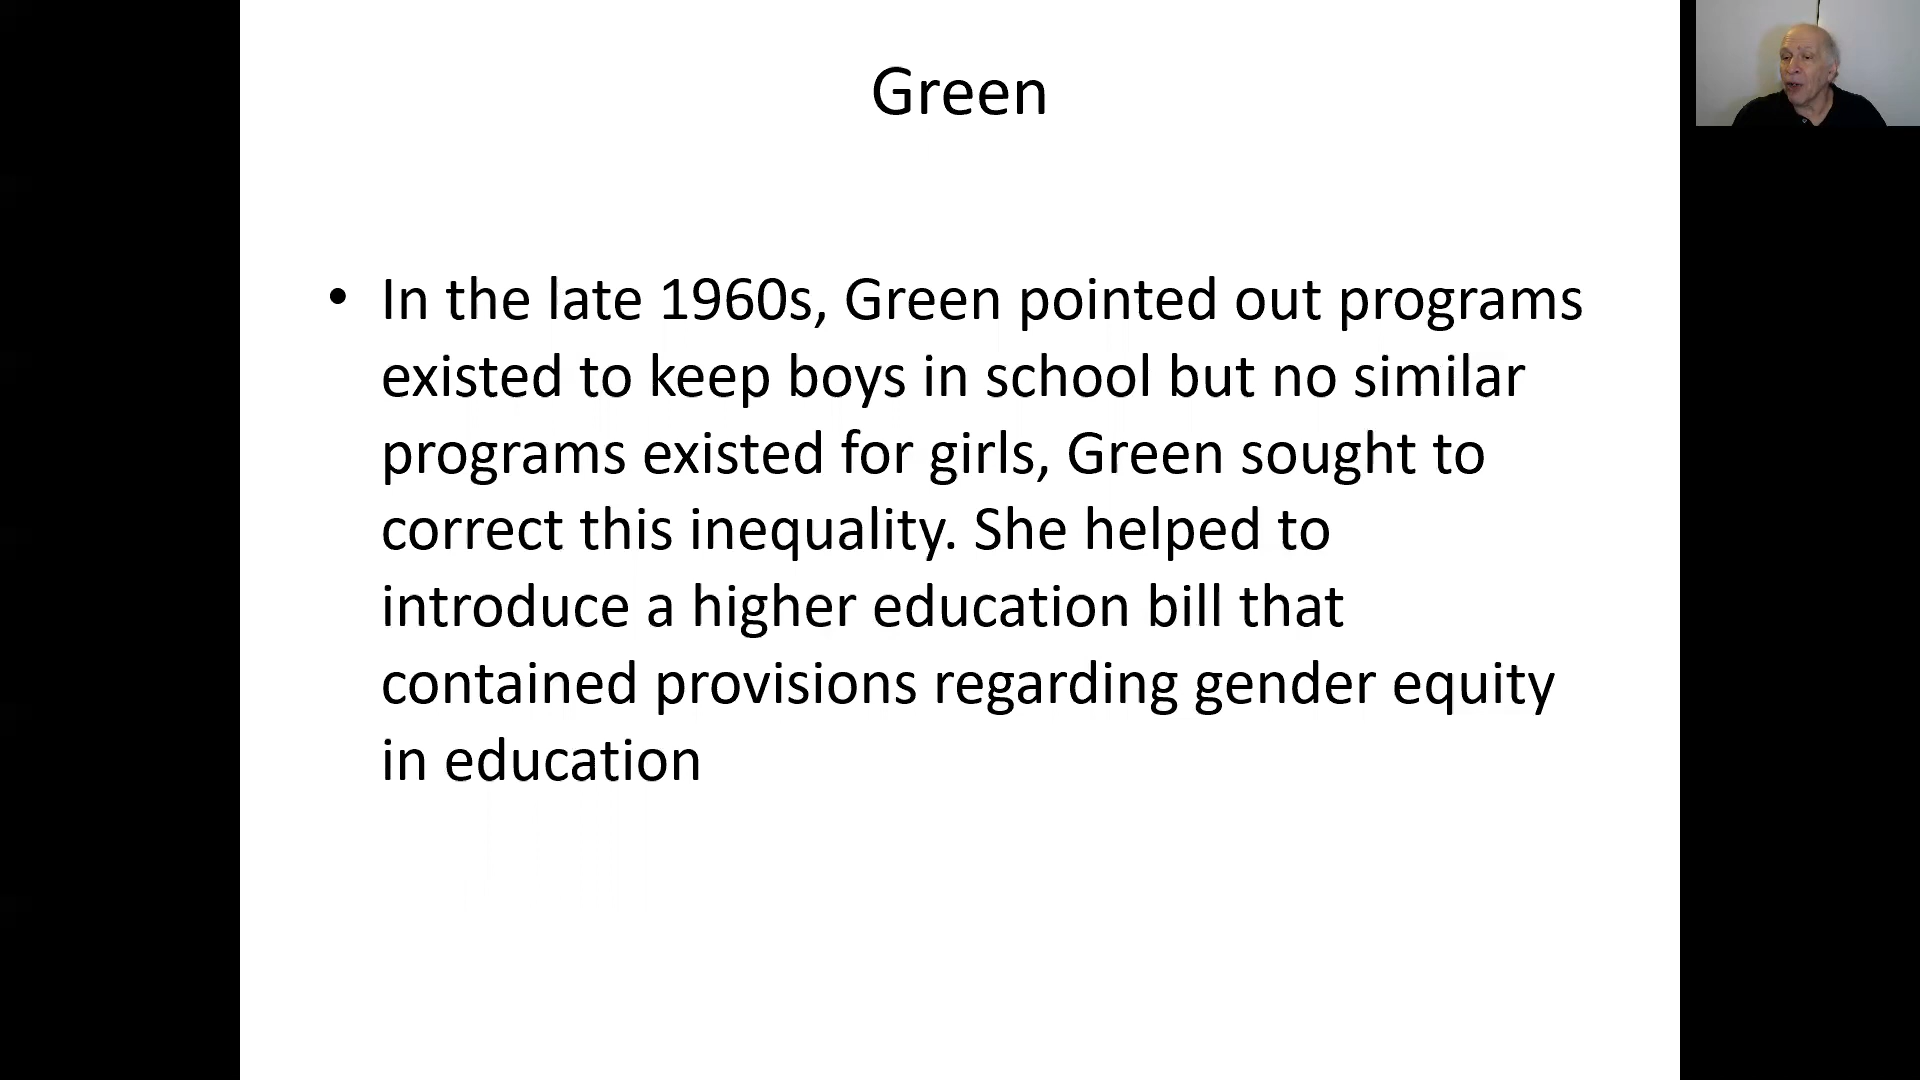 Green
• In the late 1960s, Green pointed out programs
existed to keep boys in school but no similar
programs existed for girls, Green sought to
correct this inequality. She helped to
introduce a higher education bill that
contained provisions regarding gender equity
in education